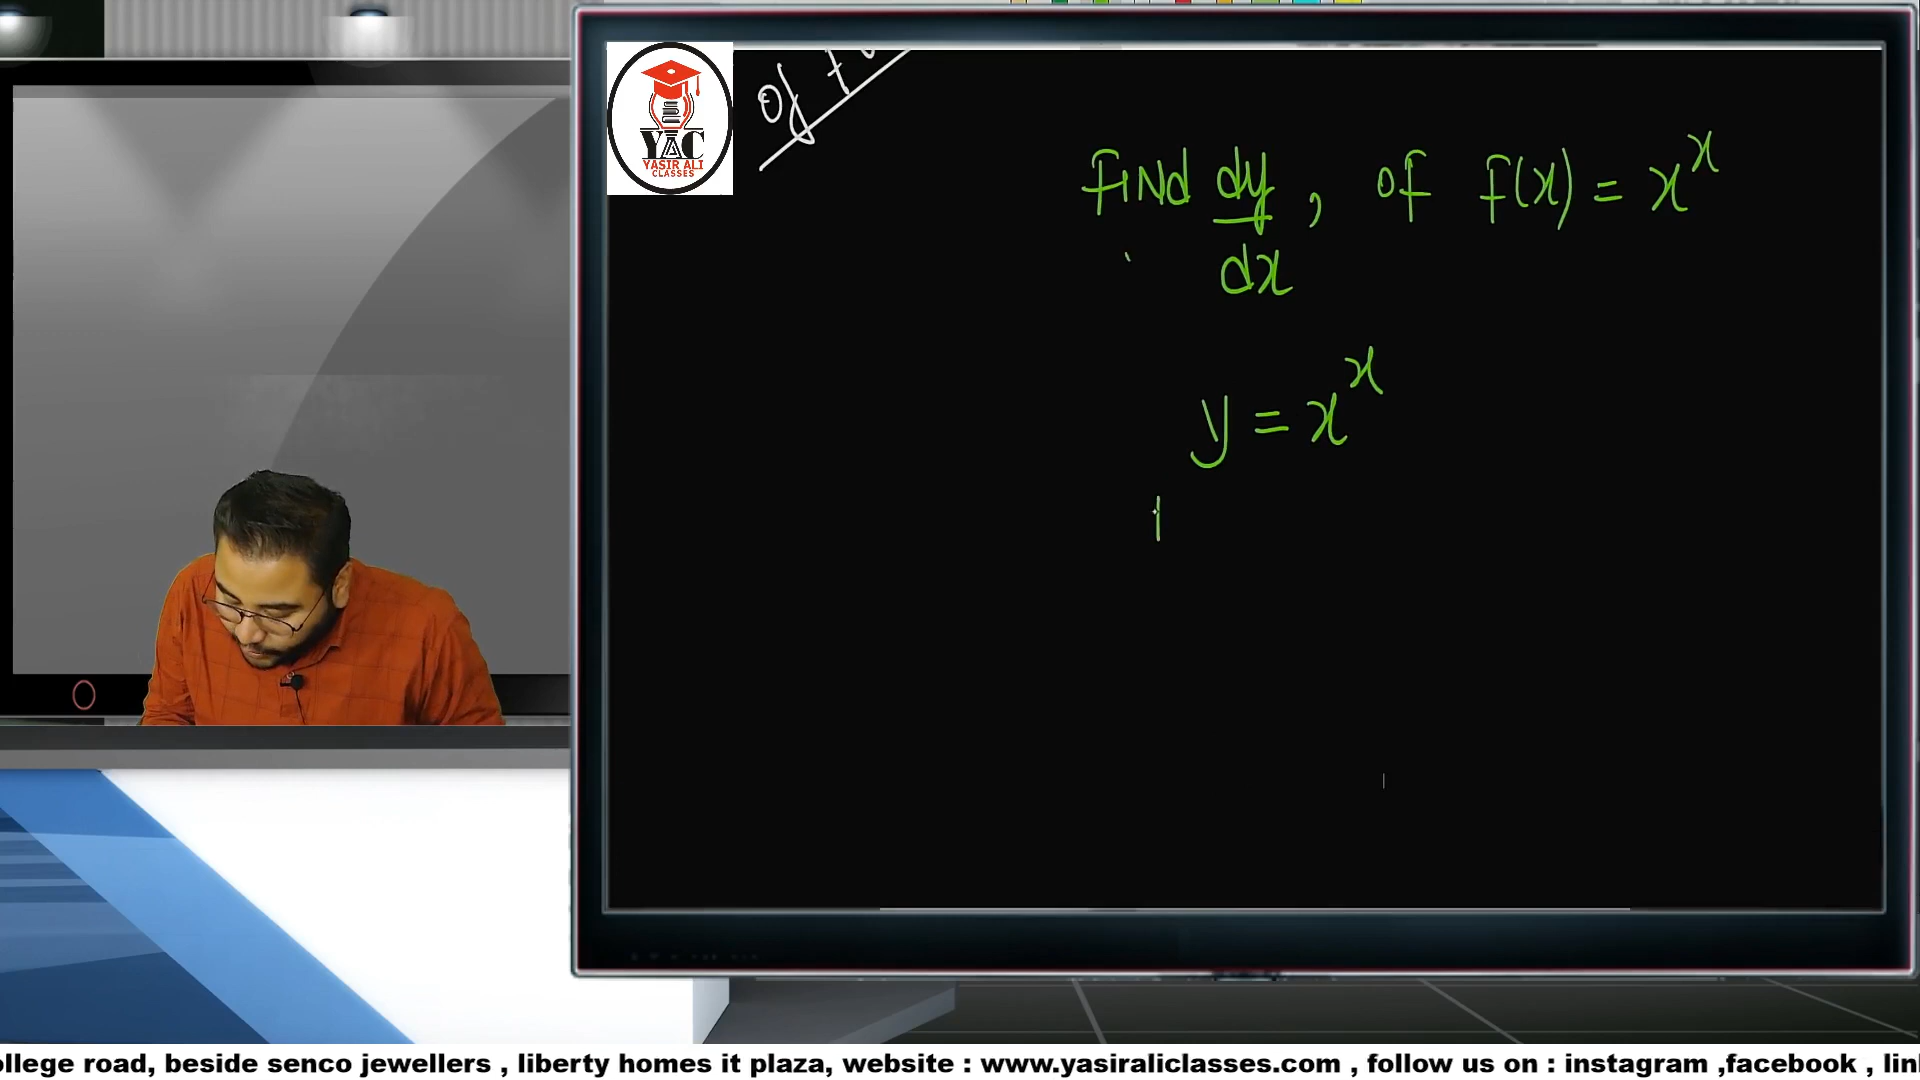 YAC
YASIR ALI
CLASSES
Of
FiNd dy/dx, of f(x) = x^x
y = x^x
ollege road, beside senco jewellers , liberty homes it plaza, website : www.yasiraliclasses.com , follow us on : instagram ,facebook , lin